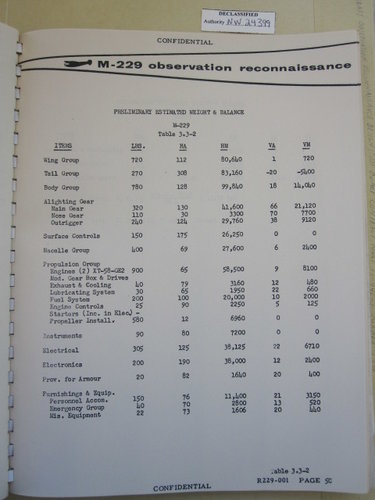 DECLASSIFIED
Authority NW 29399
CONFIDENTIAL
M-229 observation reconnaissance
PRELIMINARY ESTIMATED WEIGHT & BALANCE
M-229
Table 3.3-2
ITEMS LBS. HA HM VA VM
Wing Group 720 112 80,640 1 720
Tail Group 270 308 83,160 -20 -5400
Body Group 780 128 99,840 18 14,040
Alighting Gear
Main Gear 320 130 41,600 66 21,120
Nose Gear 110 30 3300 70 7700
Outrigger 240 124 29,760 38 9120
Surface Controls 150 175 26,250 0 0
Nacelle Group 400 69 27,600 6 2400
Propulsion Group
Engines (2) XT-58-GE2 900 65 58,500 9 8100
Mod. Gear Box & Drives
Exhaust & Cooling 40 79 3160 12 480
Lubricating System 30 65 1950 22 660
Fuel System 200 100 20,000 10 2000
Engine Controls 25 90 2250 5 125
Startors (Inc. in Elec.) -
Propeller Install. 580 12 6960 0 0
Instruments 90 80 7200 0 0
Electrical 305 125 38,125 22 6710
Electronics 200 190 38,000 12 2400
Prov. for Armour 20 82 1640 20 400
Furnishings & Equip.
Personnel Accom. 150 76 11,400 21 3150
Emergency Group 40 70 2800 13 520
Mis. Equipment 22 73 1606 20 440
Table 3.3-2
R229-001 PAGE 50
CONFIDENTIAL